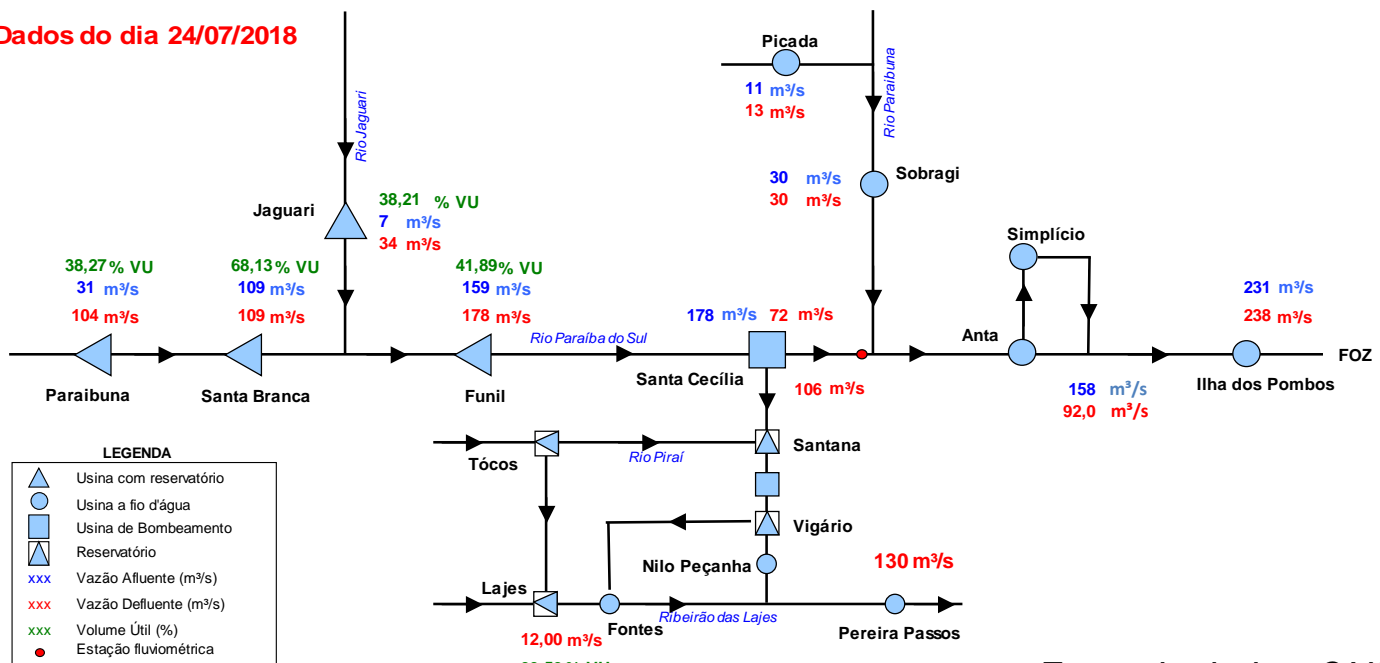 Dados do dia 24/07/2018
Picada
11 m³/s
13 m³/s
Rio Paraibuna
Rio Jaguari
30 m³/s
30 m³/s
Sobragi
Jaguari
38,21 % VU
7 m³/s
34 m³/s
Simplício
38,27% VU
31 m³/s
104 m³/s
68,13% VU
109 m³/s
109 m³/s
41,89% VU
159 m³/s
178 m³/s
Rio Paraíba do Sul
178 m³/s 72 m³/s
231 m³/s
238 m³/s
Anta
FOZ
Paraibuna
Santa Branca
Funil
Santa Cecília
106 m³/s
158 m³/s
92,0 m³/s
Ilha dos Pombos
LEGENDA
Usina com reservatório
Usina a fio d'água
Usina de Bombeamento
Reservatório
xxx Vazão Afluente (m³/s)
xxx Vazão Defluente (m³/s)
xxx Volume Útil (%)
Estação fluviométrica
Tócos
Rio Piraí
Santana
Vigário
Nilo Peçanha
130 m³/s
Lajes
Fontes
Ribeirão das Lajes
Pereira Passos
12,00 m³/s